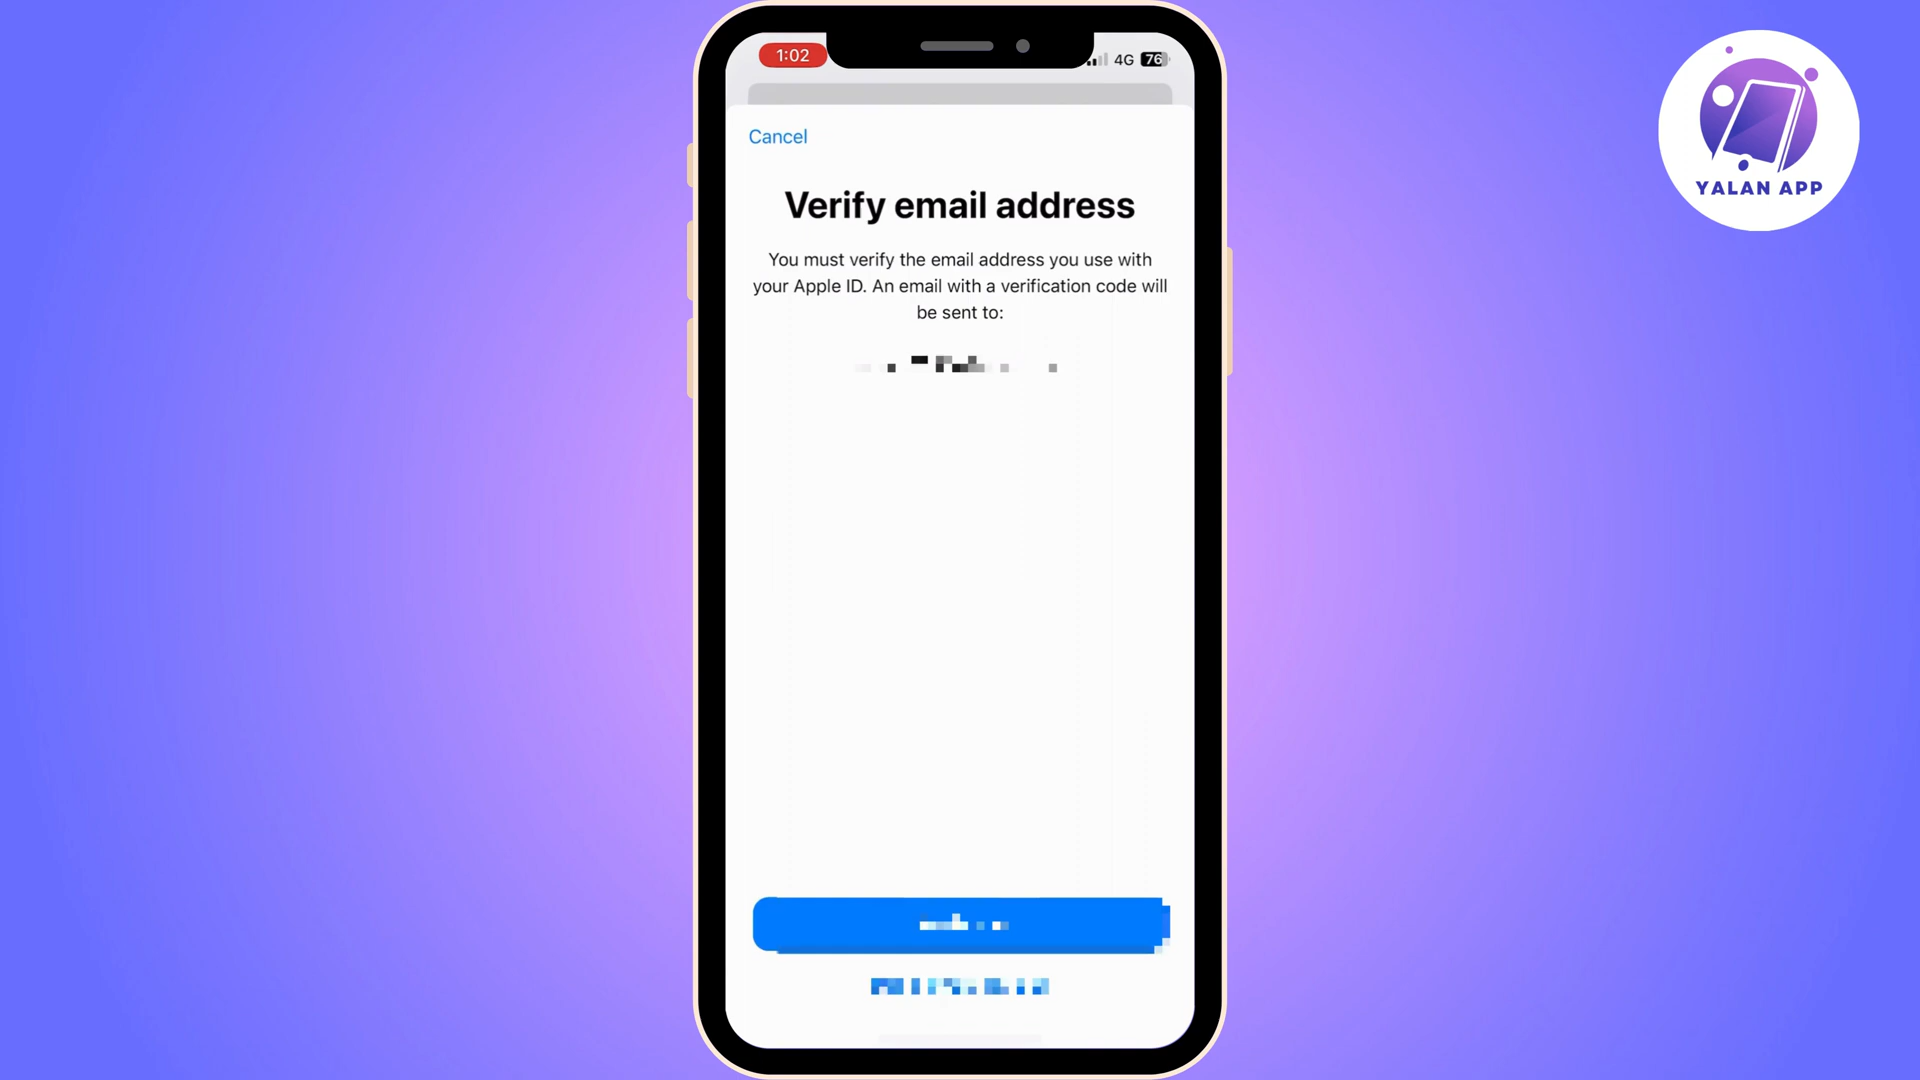 1:02
4G 76
YALAN APP
Cancel
Verify email address
You must verify the email address you use with
your Apple ID. An email with a verification code will
be sent to: